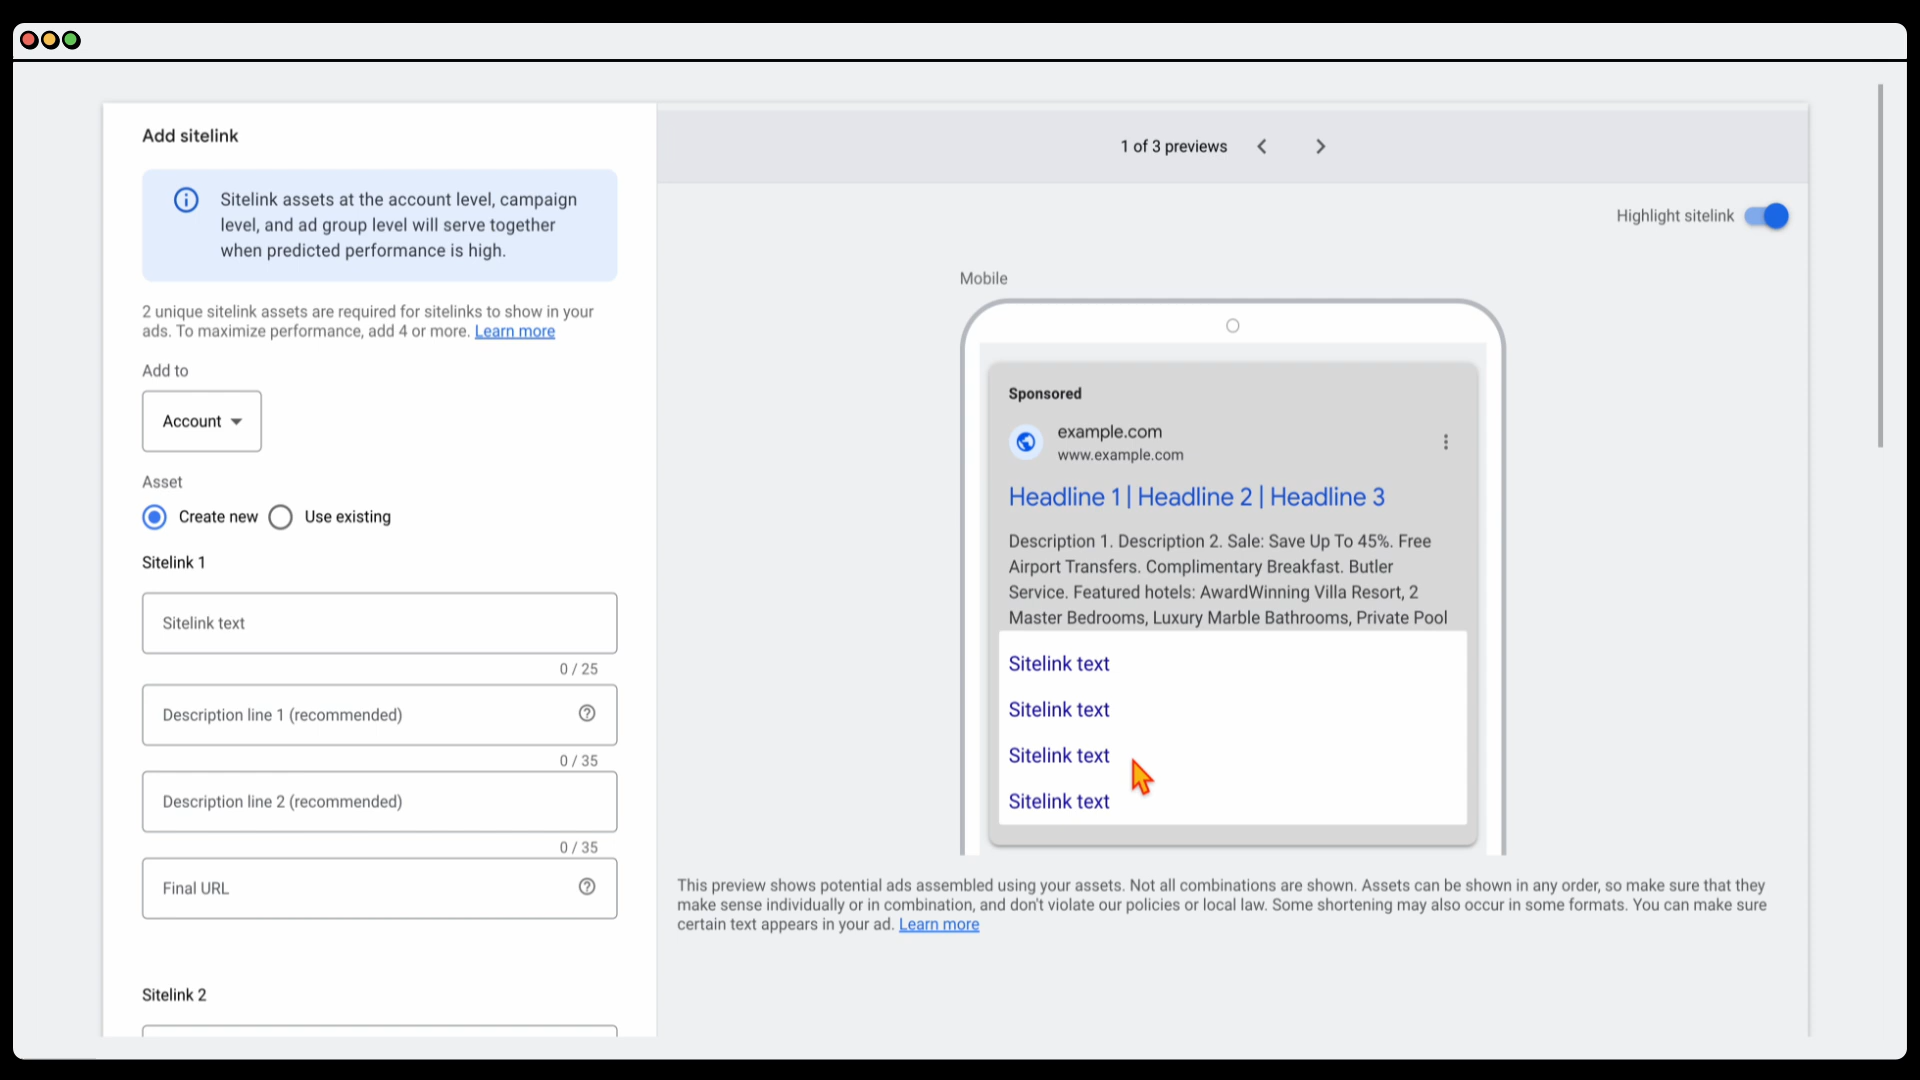 Add sitelink
Sitelink assets at the account level, campaign
level, and ad group level will serve together
when predicted performance is high.
2 unique sitelink assets are required for sitelinks to show in your
ads. To maximize performance, add 4 or more. Learn more
Add to
Account
Asset
Create new Use existing
Sitelink 1
Sitelink text
0 / 25
Description line 1 (recommended)
0 / 35
Description line 2 (recommended)
0 / 35
Final URL
Sitelink 2
1 of 3 previews
Highlight sitelink
Mobile
Sponsored
example.com
www.example.com
Headline 1 | Headline 2 | Headline 3
Description 1. Description 2. Sale: Save Up To 45%. Free
Airport Transfers. Complimentary Breakfast. Butler
Service. Featured hotels: AwardWinning Villa Resort, 2
Master Bedrooms, Luxury Marble Bathrooms, Private Pool
Sitelink text
Sitelink text
Sitelink text
Sitelink text
This preview shows potential ads assembled using your assets. Not all combinations are shown. Assets can be shown in any order, so make sure that they
make sense individually or in combination, and don't violate our policies or local law. Some shortening may also occur in some formats. You can make sure
certain text appears in your ad. Learn more